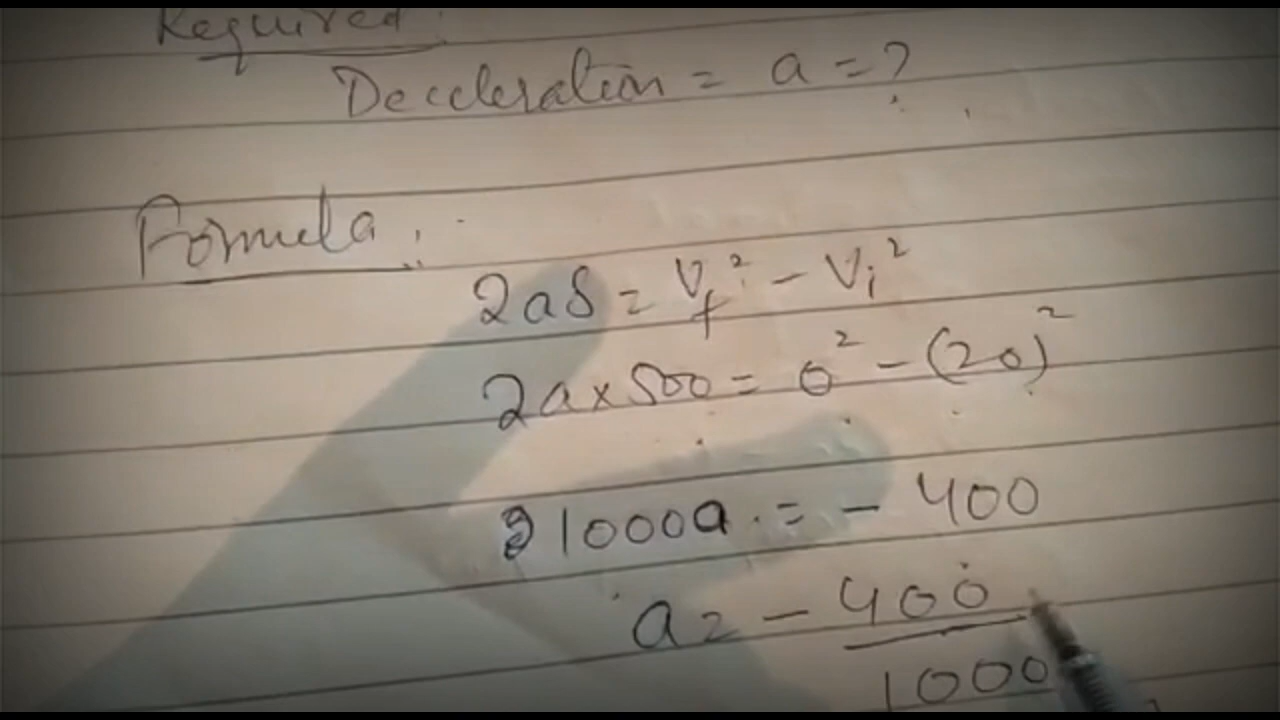 Required:
Deceleration = a = ?
Formula:
2aS = Vf² - Vi²
2a×500 = 0² - (20)²
1000a = - 400
a = - 400
1000